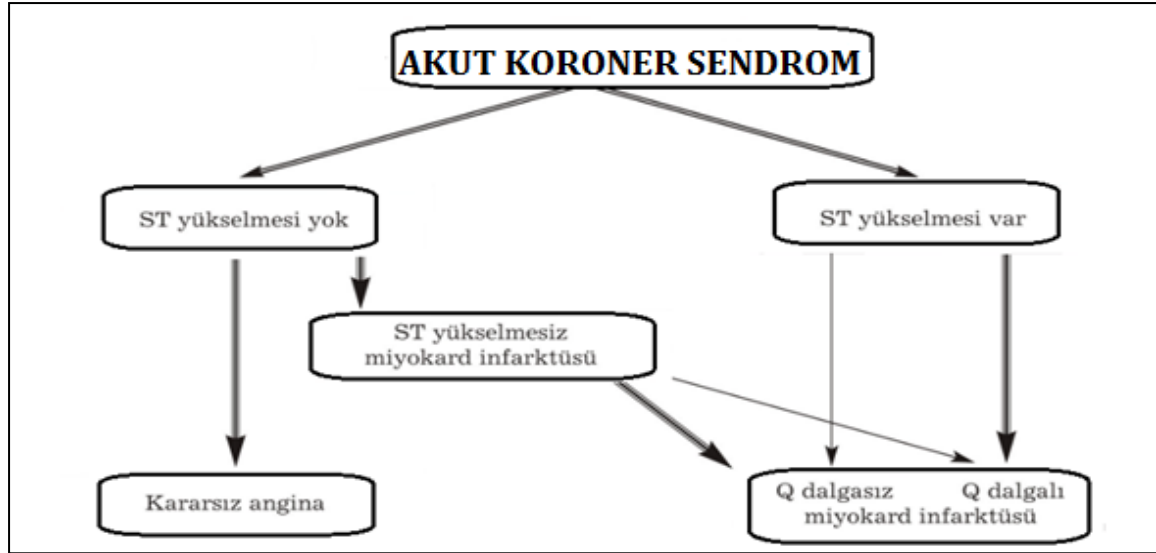 AKUT KORONER SENDROM
ST yükselmesi yok
ST yükselmesi var
ST yükselmesiz
miyokard infarktüsü
Kararsız angina
Q dalgasız Q dalgalı
miyokard infarktüsü